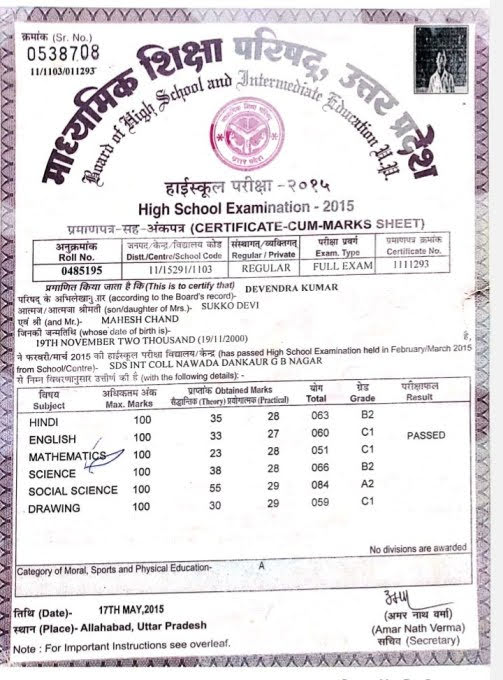 क्रमांक (Sr. No.)
0538708
11/1103/011293
माध्यमिक शिक्षा परिषद, उत्तर प्रदेश
Board of High School and Intermediate Education U.P.
हाईस्कूल परीक्षा - २०१५
High School Examination - 2015
प्रमाणपत्र-सह-अंकपत्र (CERTIFICATE-CUM-MARKS SHEET)
अनुक्रमांक जनपद/केन्द्र/विद्यालय कोड संस्थागत/व्यक्तिगत परीक्षा प्रवर्ग प्रमाणपत्र क्रमांक
Roll No. Distt./Centre/School Code Regular / Private Exam. Type Certificate No.
0485195 11/15291/1103 REGULAR FULL EXAM 1111293
प्रमाणित किया जाता है कि (This is to certify that) DEVENDRA KUMAR
परिषद के अभिलेखानुसार (according to the Board's record)-
आत्मज/आत्मजा श्रीमती (son/daughter of Mrs.)- SUKKO DEVI
एवं श्री (and Mr.)- MAHESH CHAND
जिनकी जन्मतिथि (whose date of birth is)-
19TH NOVEMBER TWO THOUSAND (19/11/2000)
ने फरवरी/मार्च 2015 की हाईस्कूल परीक्षा विद्यालय/केन्द्र (has passed High School Examination held in February/March 2015
from School/Centre)- SDS INT COLL NAWADA DANKAUR G B NAGAR
से निम्न विवरणानुसार उत्तीर्ण की है (with the following details): -
विषय अधिकतम अंक प्राप्तांक Obtained Marks योग ग्रेड परीक्षाफल
Subject Max. Marks सैद्धान्तिक (Theory) प्रयोगात्मक (Practical) Total Grade Result
HINDI 100 35 28 063 B2
ENGLISH 100 33 27 060 C1 PASSED
MATHEMATICS 100 23 28 051 C1
SCIENCE 100 38 28 066 B2
SOCIAL SCIENCE 100 55 29 084 A2
DRAWING 100 30 29 059 C1
No divisions are awarded
Category of Moral, Sports and Physical Education- A
तिथि (Date)- 17TH MAY,2015
स्थान (Place)- Allahabad, Uttar Pradesh
(अमर नाथ वर्मा)
(Amar Nath Verma)
सचिव (Secretary)
Note : For Important Instructions see overleaf.